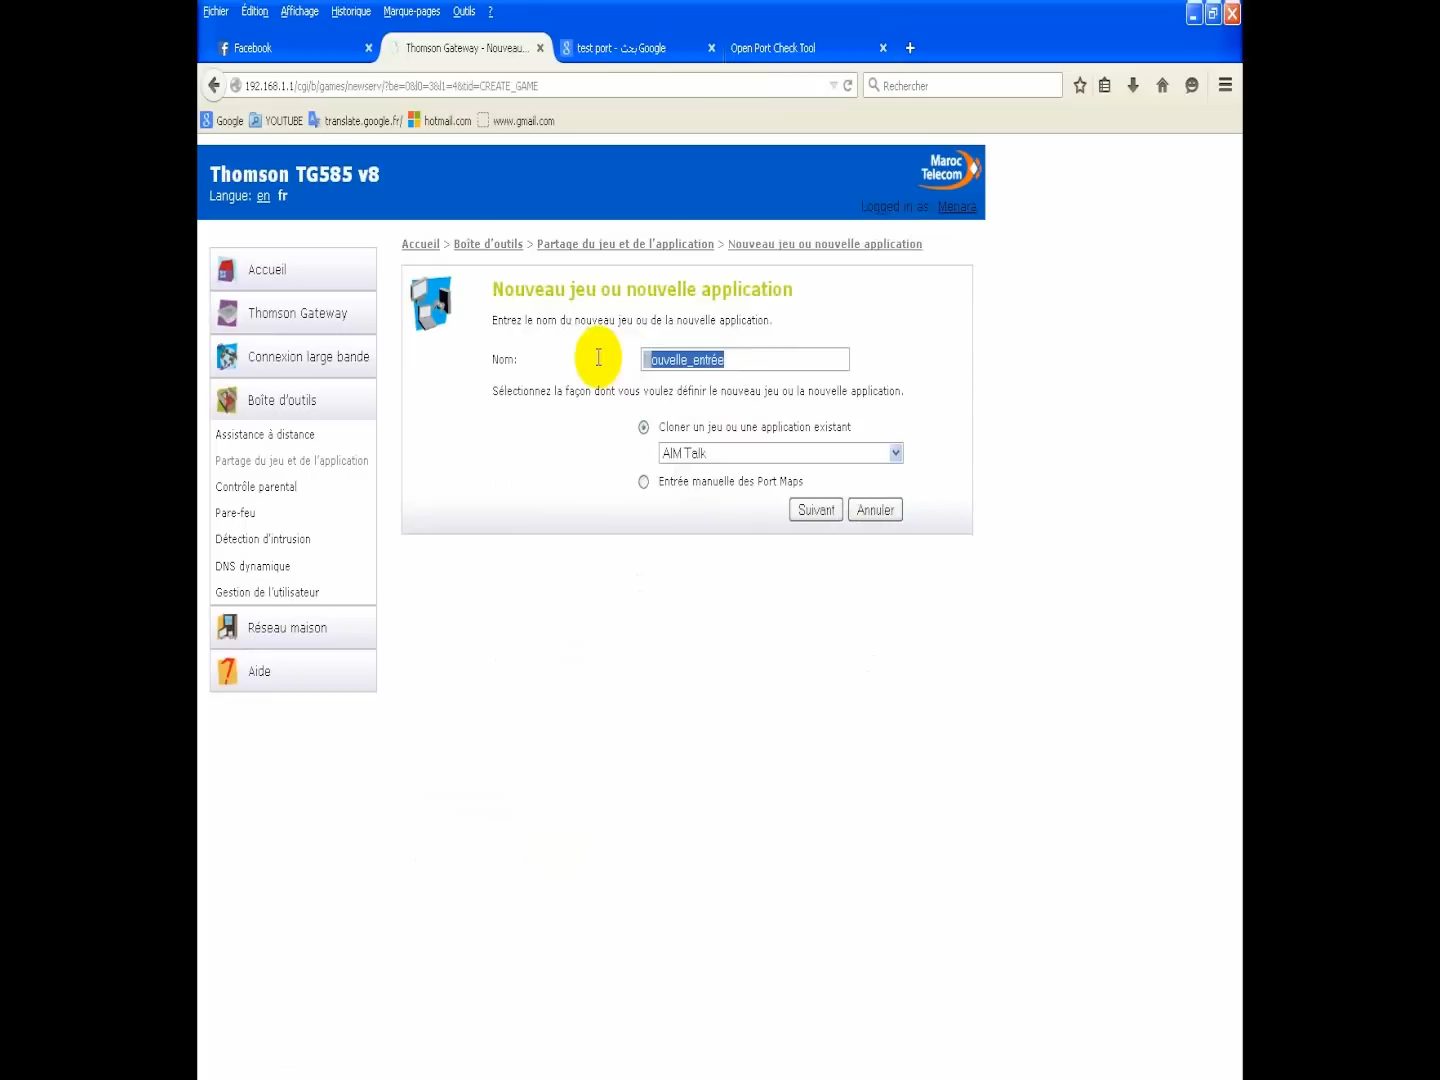 Fichier Édition Affichage Historique Marque-pages Outils ?
Facebook
Thomson Gateway - Nouveau...
test port - بحث Google
Open Port Check Tool
192.168.1.1/cgi/b/games/newserv/?be=0&l0=3&l1=4&tid=CREATE_GAME
Rechercher
Google YOUTUBE translate.google.fr/ hotmail.com www.gmail.com
Thomson TG585 v8
Langue: en fr
Maroc
Telecom
Logged in as: Menara
Accueil > Boîte d'outils > Partage du jeu et de l'application > Nouveau jeu ou nouvelle application
Accueil
Thomson Gateway
Connexion large bande
Boîte d'outils
Assistance à distance
Partage du jeu et de l'application
Contrôle parental
Pare-feu
Détection d'intrusion
DNS dynamique
Gestion de l'utilisateur
Réseau maison
Aide
Nouveau jeu ou nouvelle application
Entrez le nom du nouveau jeu ou de la nouvelle application.
Nom: ouvelle_entrée
Sélectionnez la façon dont vous voulez définir le nouveau jeu ou la nouvelle application.
Cloner un jeu ou une application existant
AIM Talk
Entrée manuelle des Port Maps
Suivant Annuler